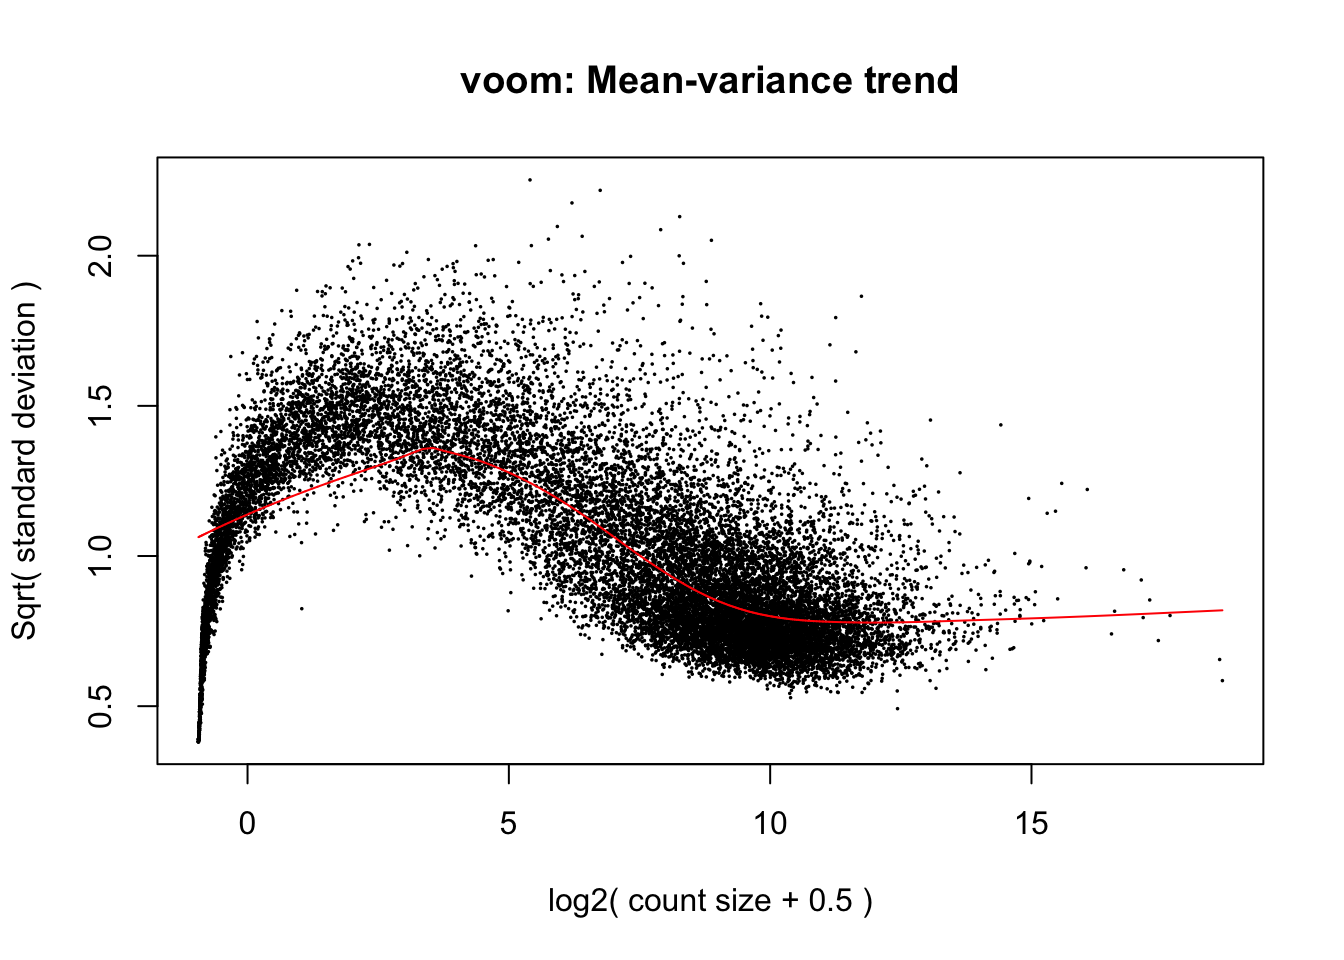 voom: Mean-variance trend
Sqrt( standard deviation )
2.0
1.5
1.0
0.5
0 5 10 15
log2( count size + 0.5 )